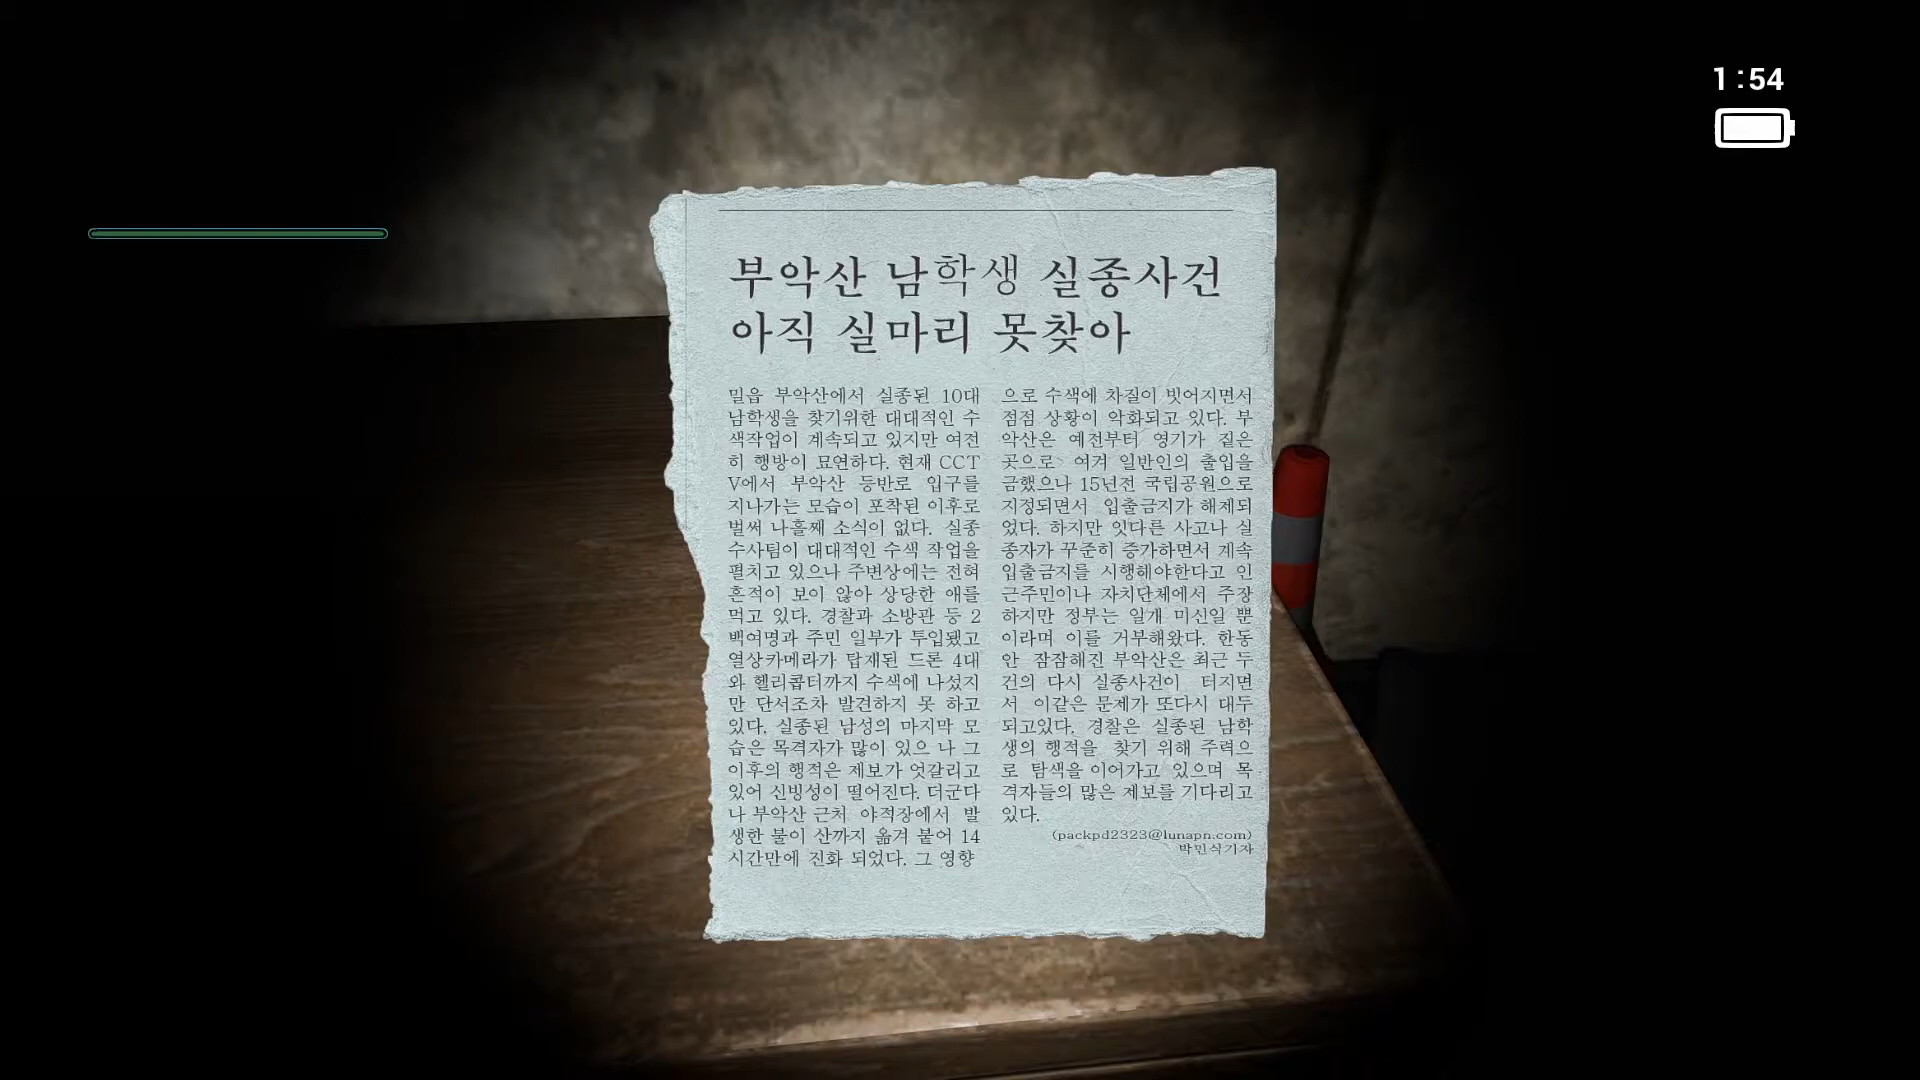 1:54
부악산 남학생 실종사건
아직 실마리 못찾아
밀읍 부악산에서 실종된 10대
남학생을 찾기위한 대대적인 수
색작업이 계속되고 있지만 여전
히 행방이 묘연하다. 현재 CCT
V에서 부악산 등반로 입구를
지나가는 모습이 포착된 이후로
벌써 나흘째 소식이 없다. 실종
수사팀이 대대적인 수색 작업을
펼치고 있으나 주변상에는 전혀
흔적이 보이 않아 상당한 애를
먹고 있다. 경찰과 소방관 등 2
백여명과 주민 일부가 투입됐고
열상카메라가 탑재된 드론 4대
와 헬리콥터까지 수색에 나섰지
만 단서조차 발견하지 못 하고
있다. 실종된 남성의 마지막 모
습은 목격자가 많이 있으 나 그
이후의 행적은 제보가 엇갈리고
있어 신빙성이 떨어진다. 더군다
나 부악산 근처 야적장에서 발
생한 불이 산까지 옮겨 붙어 14
시간만에 진화 되었다. 그 영향
으로 수색에 차질이 빗어지면서
점점 상황이 악화되고 있다. 부
악산은 예전부터 영기가 짙은
곳으로 여겨 일반인의 출입을
금했으나 15년전 국립공원으로
지정되면서 입출금지가 해제되
었다. 하지만 잇다른 사고나 실
종자가 꾸준히 증가하면서 계속
입출금지를 시행해야한다고 인
근주민이나 자치단체에서 주장
하지만 정부는 일개 미신일 뿐
이라며 이를 거부해왔다. 한동
안 잠잠해진 부악산은 최근 두
건의 다시 실종사건이 터지면
서 이같은 문제가 또다시 대두
되고있다. 경찰은 실종된 남학
생의 행적을 찾기 위해 주력으
로 탐색을 이어가고 있으며 목
격자들의 많은 제보를 기다리고
있다.
(packpd2323@lunapn.com)
박민식기자